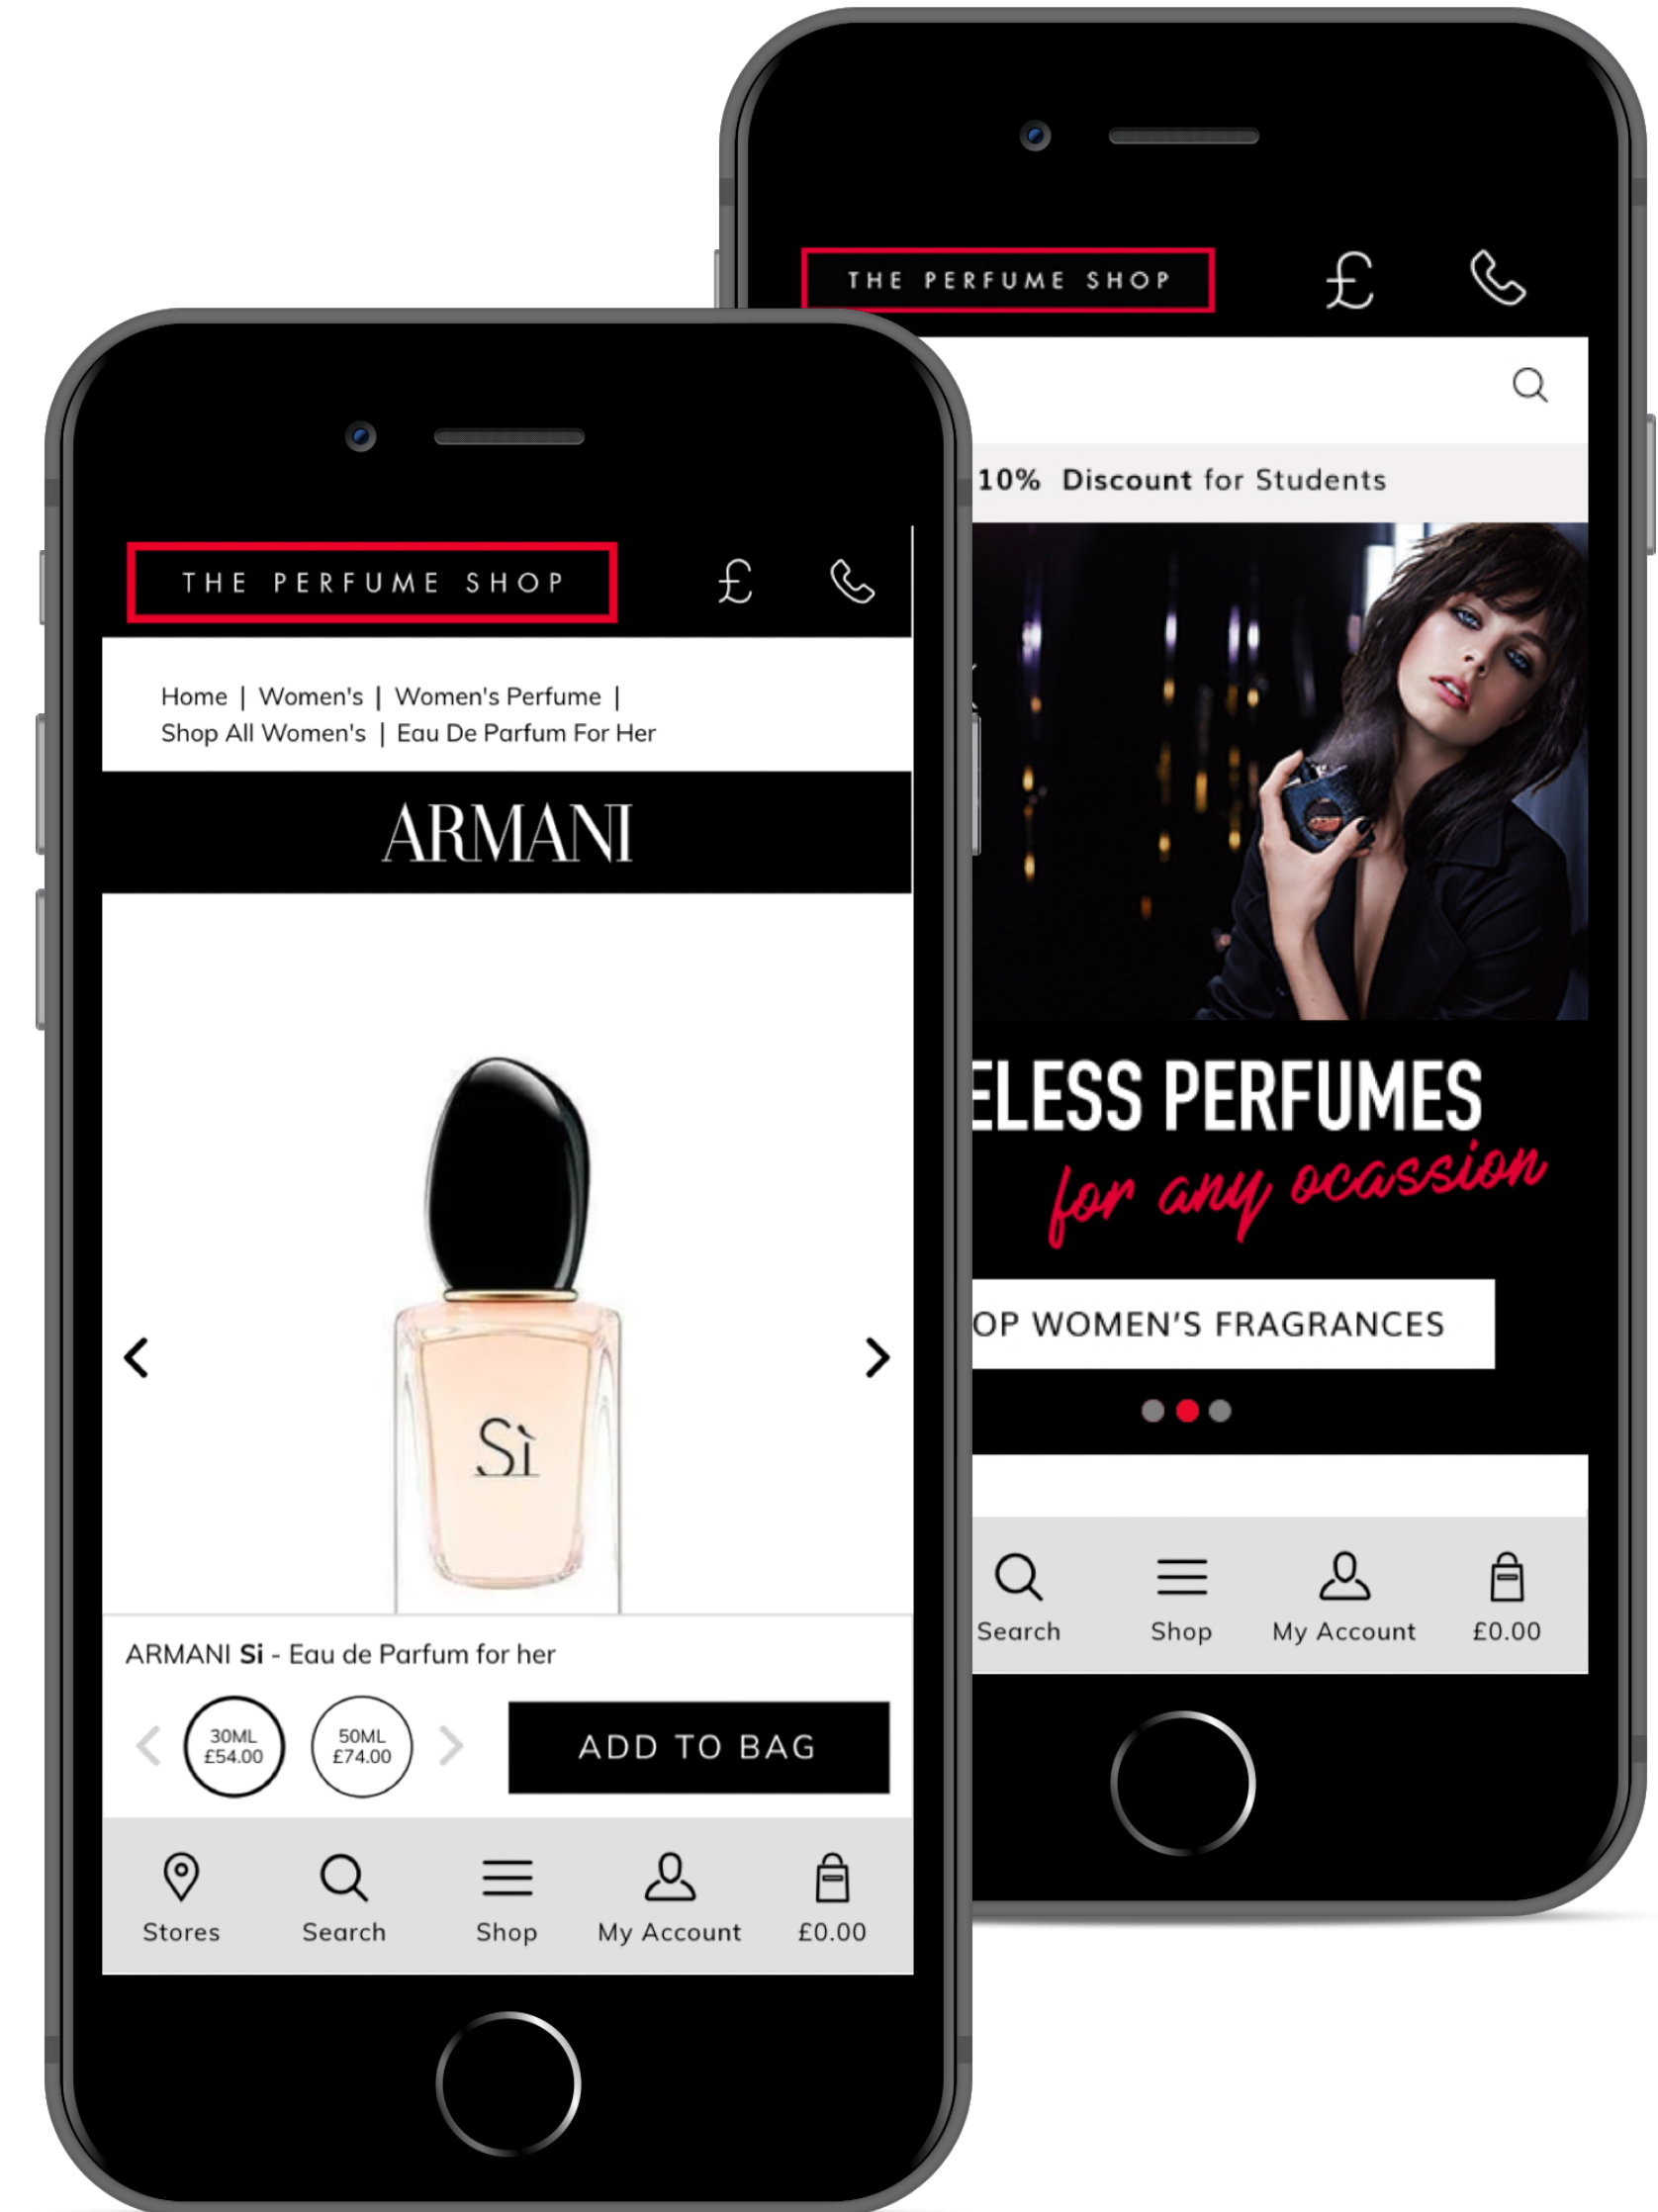 THE PERFUME SHOP £
10% Discount for Students
ELESS PERFUMES
for any ocassion
OP WOMEN'S FRAGRANCES
Search Shop My Account £0.00
THE PERFUME SHOP £
Home | Women's | Women's Perfume |
Shop All Women's | Eau De Parfum For Her
ARMANI
Sì
ARMANI Si - Eau de Parfum for her
30ML
£54.00
50ML
£74.00
ADD TO BAG
Stores Search Shop My Account £0.00